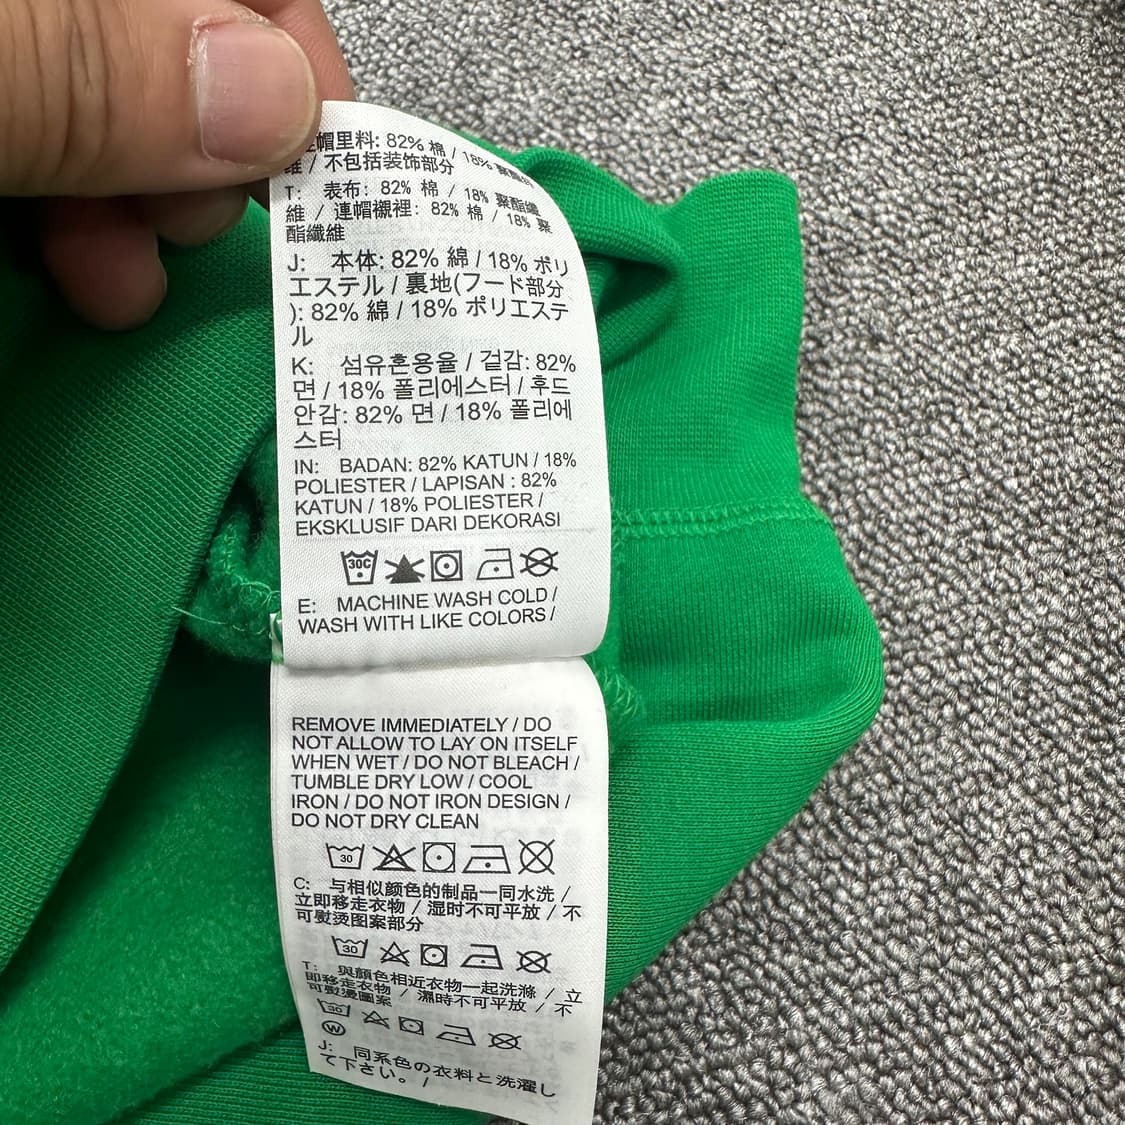 帽里料: 82% 棉 / 18% 聚酯纤
维 / 不包括装饰部分
T: 表布: 82% 棉 / 18% 聚酯纖
維 / 連帽襯裡: 82% 棉 / 18% 聚
酯纖維
J: 本体: 82% 綿 / 18% ポリ
エステル / 裏地(フード部分
): 82% 綿 / 18% ポリエステ
ル
K: 섬유혼용율 / 겉감: 82%
면 / 18% 폴리에스터 / 후드
안감: 82% 면 / 18% 폴리에
스터
IN: BADAN: 82% KATUN / 18%
POLIESTER / LAPISAN : 82%
KATUN / 18% POLIESTER /
EKSKLUSIF DARI DEKORASI
30C
E: MACHINE WASH COLD /
WASH WITH LIKE COLORS /
REMOVE IMMEDIATELY / DO
NOT ALLOW TO LAY ON ITSELF
WHEN WET / DO NOT BLEACH /
TUMBLE DRY LOW / COOL
IRON / DO NOT IRON DESIGN /
DO NOT DRY CLEAN
30
C: 与相似颜色的制品一同水洗 /
立即移走衣物 / 湿时不可平放 / 不
可熨烫图案部分
30
T: 與顏色相近衣物一起洗滌 / 立
即移走衣物 / 濕時不可平放 / 不
可熨燙圖案
30
W
J: 同系色の衣料と洗濯し
て下さい。 /